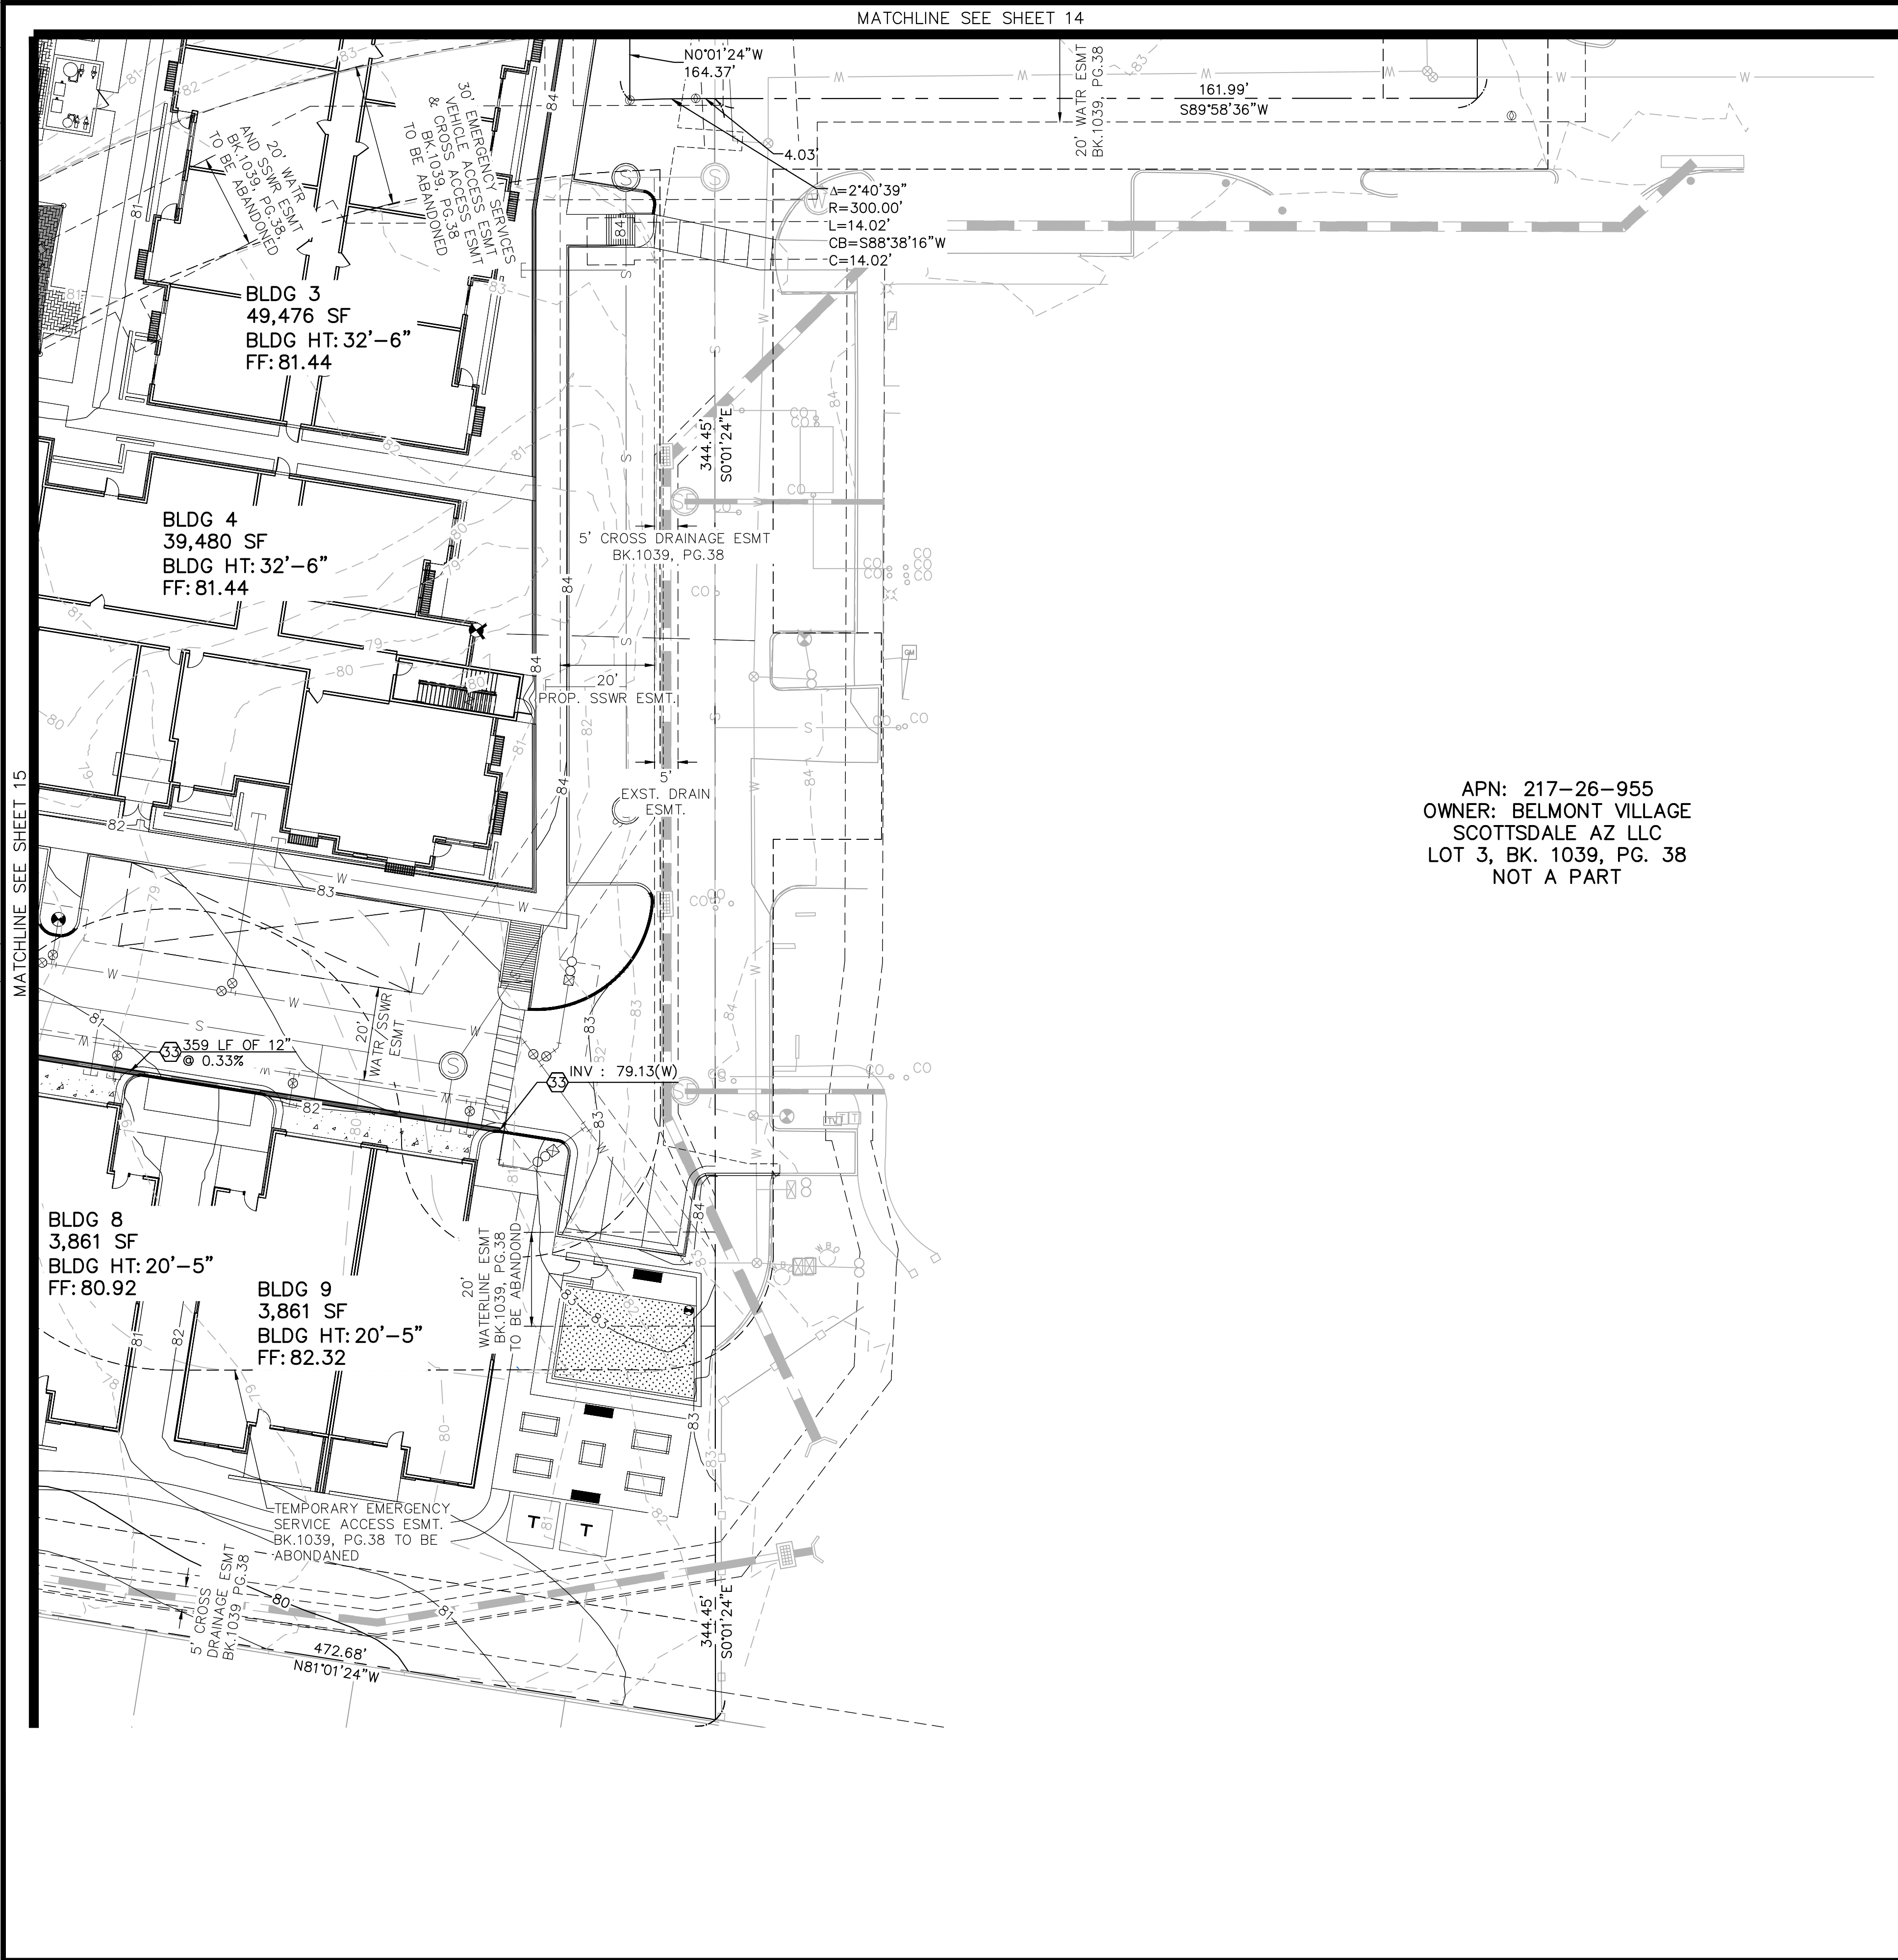 MATCHLINE SEE SHEET 14
N0°01'24"W
164.37'
161.99'
S89°58'36"W
20' WATR ESMT
BK.1039, PG.38
4.03'
Δ=2°40'39"
R=300.00'
L=14.02'
CB=S88°38'16"W
C=14.02'
20' WATR
AND SSWR ESMT
BK.1039, PG.38,
TO BE ABANDONED
30' EMERGENCY SERVICES
VEHICLE ACCESS ESMT
& CROSS ACCESS ESMT
BK.1039, PG.38
TO BE ABANDONED
BLDG 3
49,476 SF
BLDG HT: 32'-6"
FF: 81.44
344.45'
S0°01'24"E
BLDG 4
39,480 SF
BLDG HT: 32'-6"
FF: 81.44
5' CROSS DRAINAGE ESMT
BK.1039, PG.38
20'
PROP. SSWR ESMT.
5'
EXST. DRAIN
ESMT.
MATCHLINE SEE SHEET 15
APN: 217-26-955
OWNER: BELMONT VILLAGE
SCOTTSDALE AZ LLC
LOT 3, BK. 1039, PG. 38
NOT A PART
20'
WATR/SSWR
ESMT
33
359 LF OF 12"
@ 0.33%
33
INV : 79.13(W)
BLDG 8
3,861 SF
BLDG HT: 20'-5"
FF: 80.92
BLDG 9
3,861 SF
BLDG HT: 20'-5"
FF: 82.32
20'
WATERLINE ESMT
BK.1039, PG.38
TO BE ABANDOND
TEMPORARY EMERGENCY
SERVICE ACCESS ESMT.
BK.1039, PG.38 TO BE
ABONDANED
T
T
5' CROSS
DRAINAGE ESMT
BK.1039 PG.38
80
81
472.68'
N81°01'24"W
344.45'
S0°01'24"E